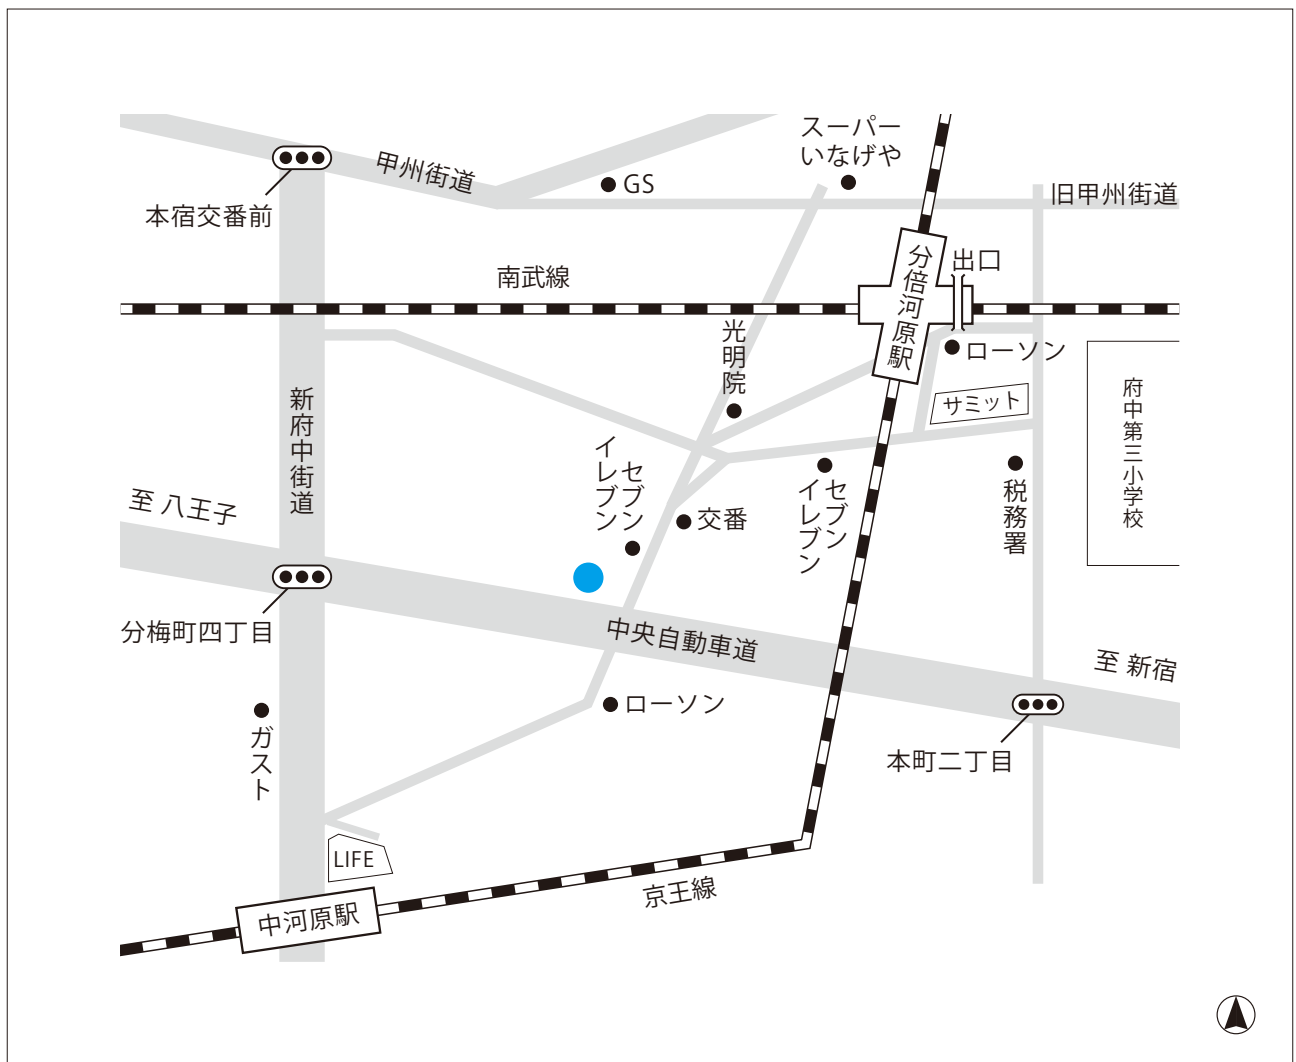 スーパー
いなげや
甲州街道
GS
旧甲州街道
本宿交番前
南武線
分倍河原駅
出口
ローソン
光明院
サミット
府中第三小学校
新府中街道
セブン
イレブン
至 八王子
交番
セブン
イレブン
税務署
分梅町四丁目
中央自動車道
至 新宿
ローソン
ガスト
本町二丁目
LIFE
京王線
中河原駅